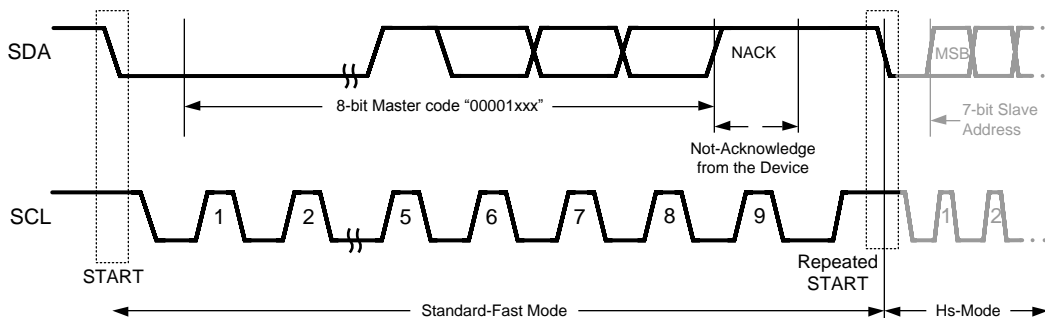 SDA
NACK
MSB
8-bit Master code “00001xxx”
7-bit Slave
Address
Not-Acknowledge
from the Device
SCL
1
2
5
6
7
8
9
1
2
START
Repeated
START
Standard-Fast Mode
Hs-Mode